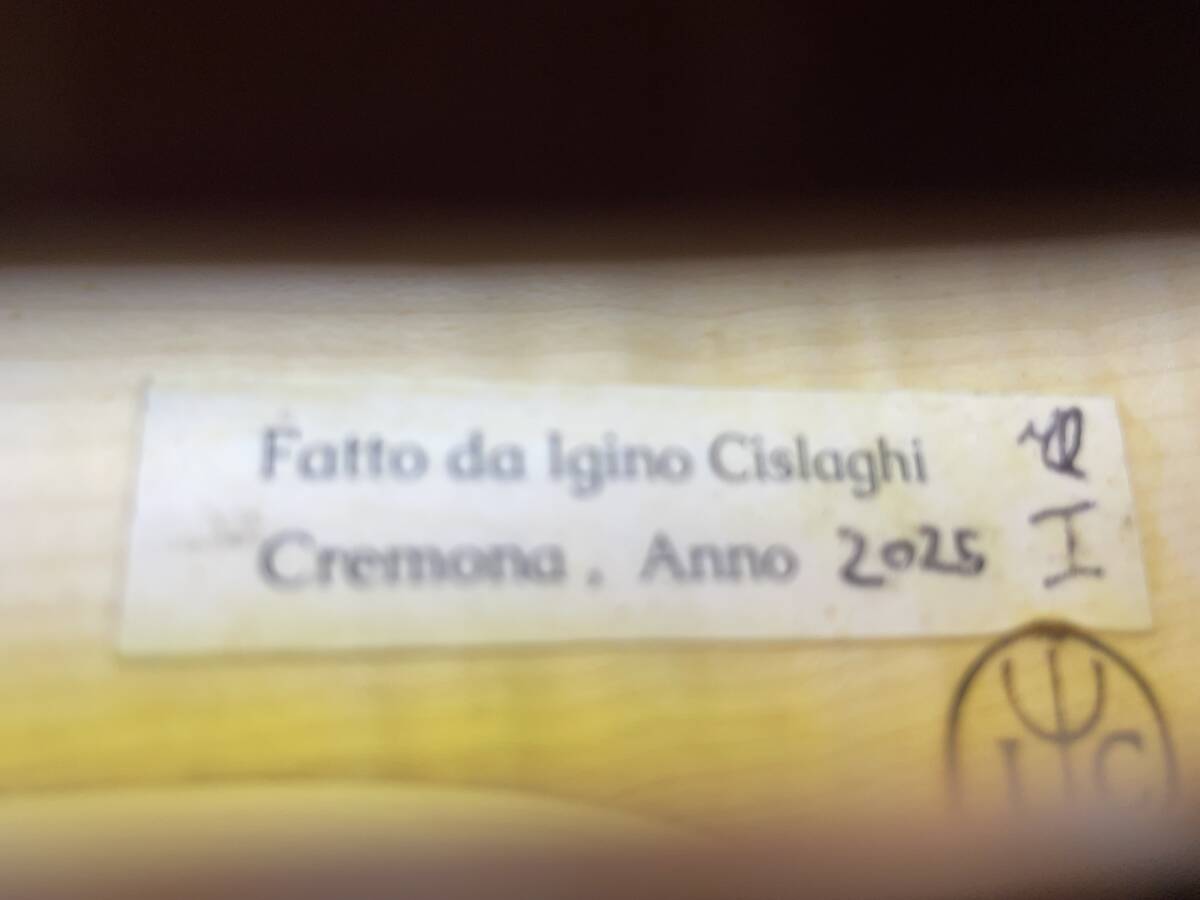 Fatto da Igino Cislaghi
Cremona, Anno 2025 I
I C